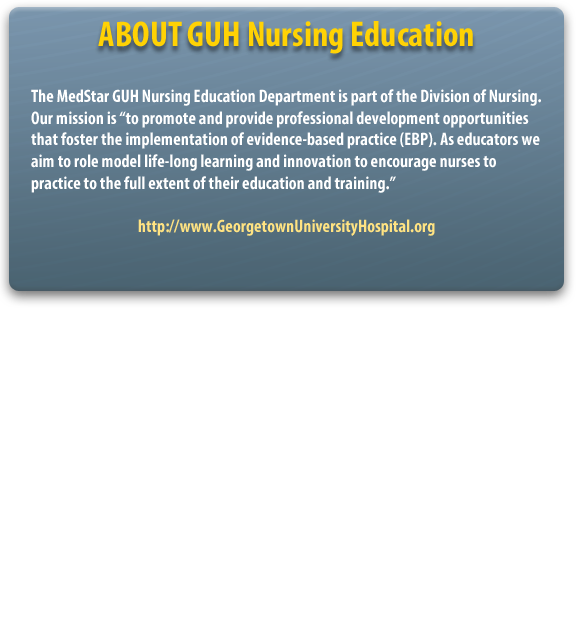 ABOUT GUH Nursing Education
The MedStar GUH Nursing Education Department is part of the Division of Nursing.
Our mission is “to promote and provide professional development opportunities
that foster the implementation of evidence-based practice (EBP). As educators we
aim to role model life-long learning and innovation to encourage nurses to
practice to the full extent of their education and training.”
http://www.GeorgetownUniversityHospital.org